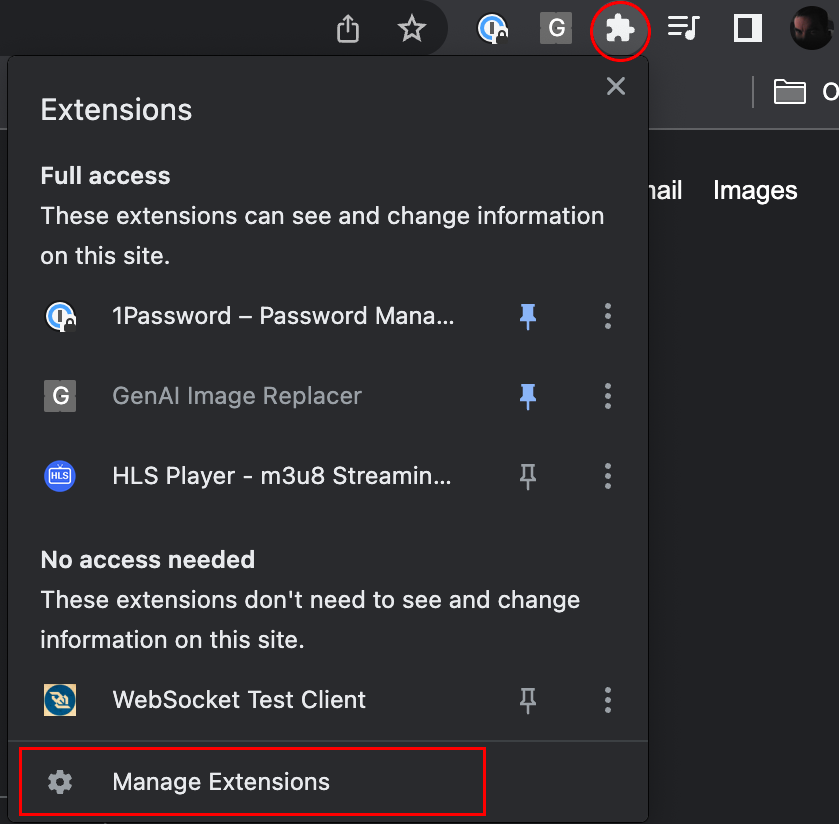 G
Extensions
O
Full access
Images
These extensions can see and change information
on this site.
1Password – Password Mana...
G
GenAI Image Replacer
HLS
HLS Player - m3u8 Streamin...
No access needed
These extensions don't need to see and change
information on this site.
WebSocket Test Client
Manage Extensions